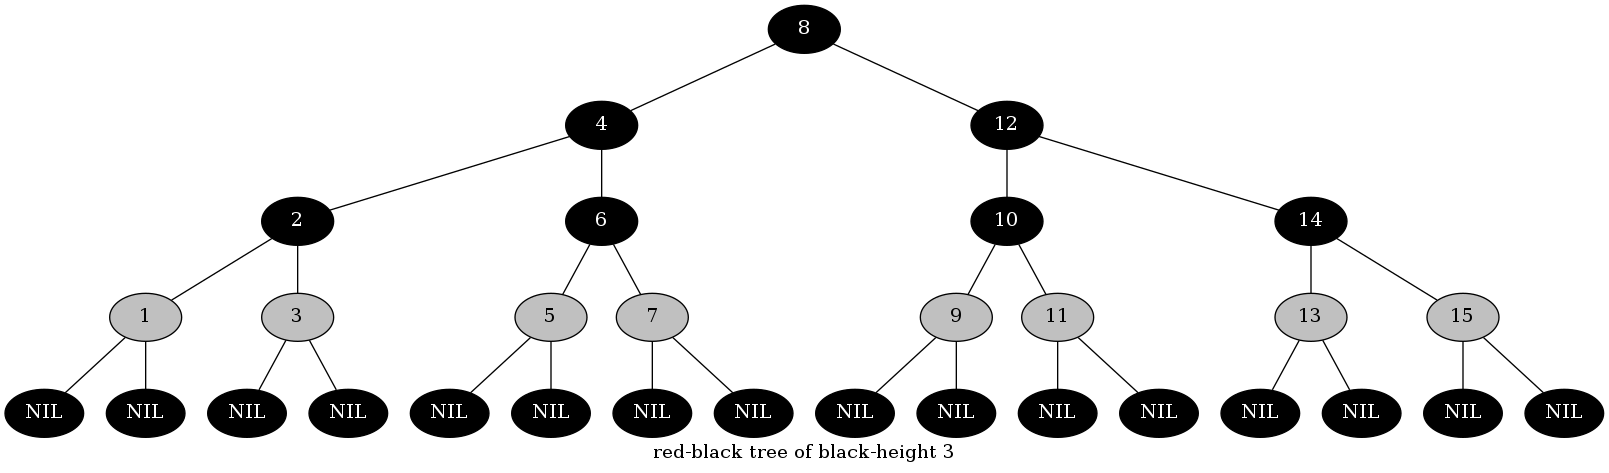 8
4 12
2 6 10 14
1 3 5 7 9 11 13 15
NIL NIL NIL NIL NIL NIL NIL NIL NIL NIL NIL NIL NIL NIL NIL NIL
red-black tree of black-height 3